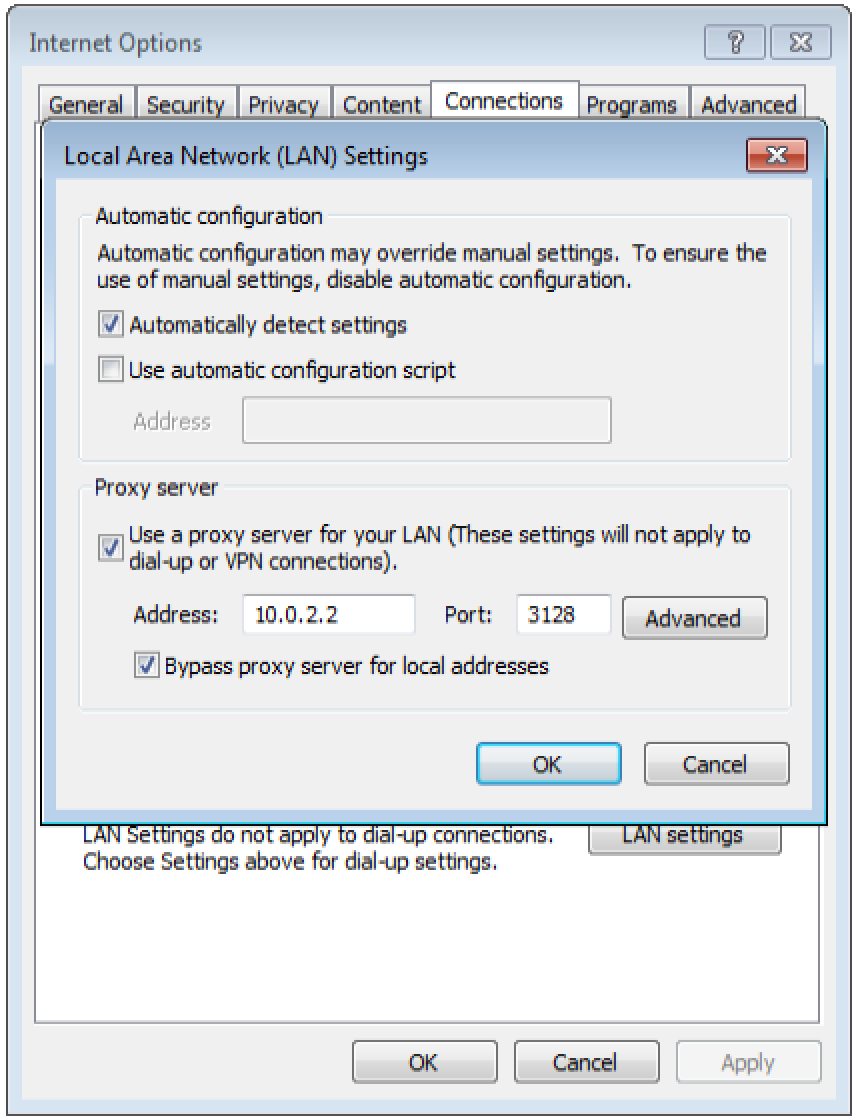 Internet Options
General Security Privacy Content Connections Programs Advanced
Local Area Network (LAN) Settings
Automatic configuration
Automatic configuration may override manual settings. To ensure the
use of manual settings, disable automatic configuration.
Automatically detect settings
Use automatic configuration script
Address
Proxy server
Use a proxy server for your LAN (These settings will not apply to
dial-up or VPN connections).
Address: 10.0.2.2 Port: 3128 Advanced
Bypass proxy server for local addresses
OK Cancel
LAN Settings do not apply to dial-up connections. LAN settings
Choose Settings above for dial-up settings.
OK Cancel Apply